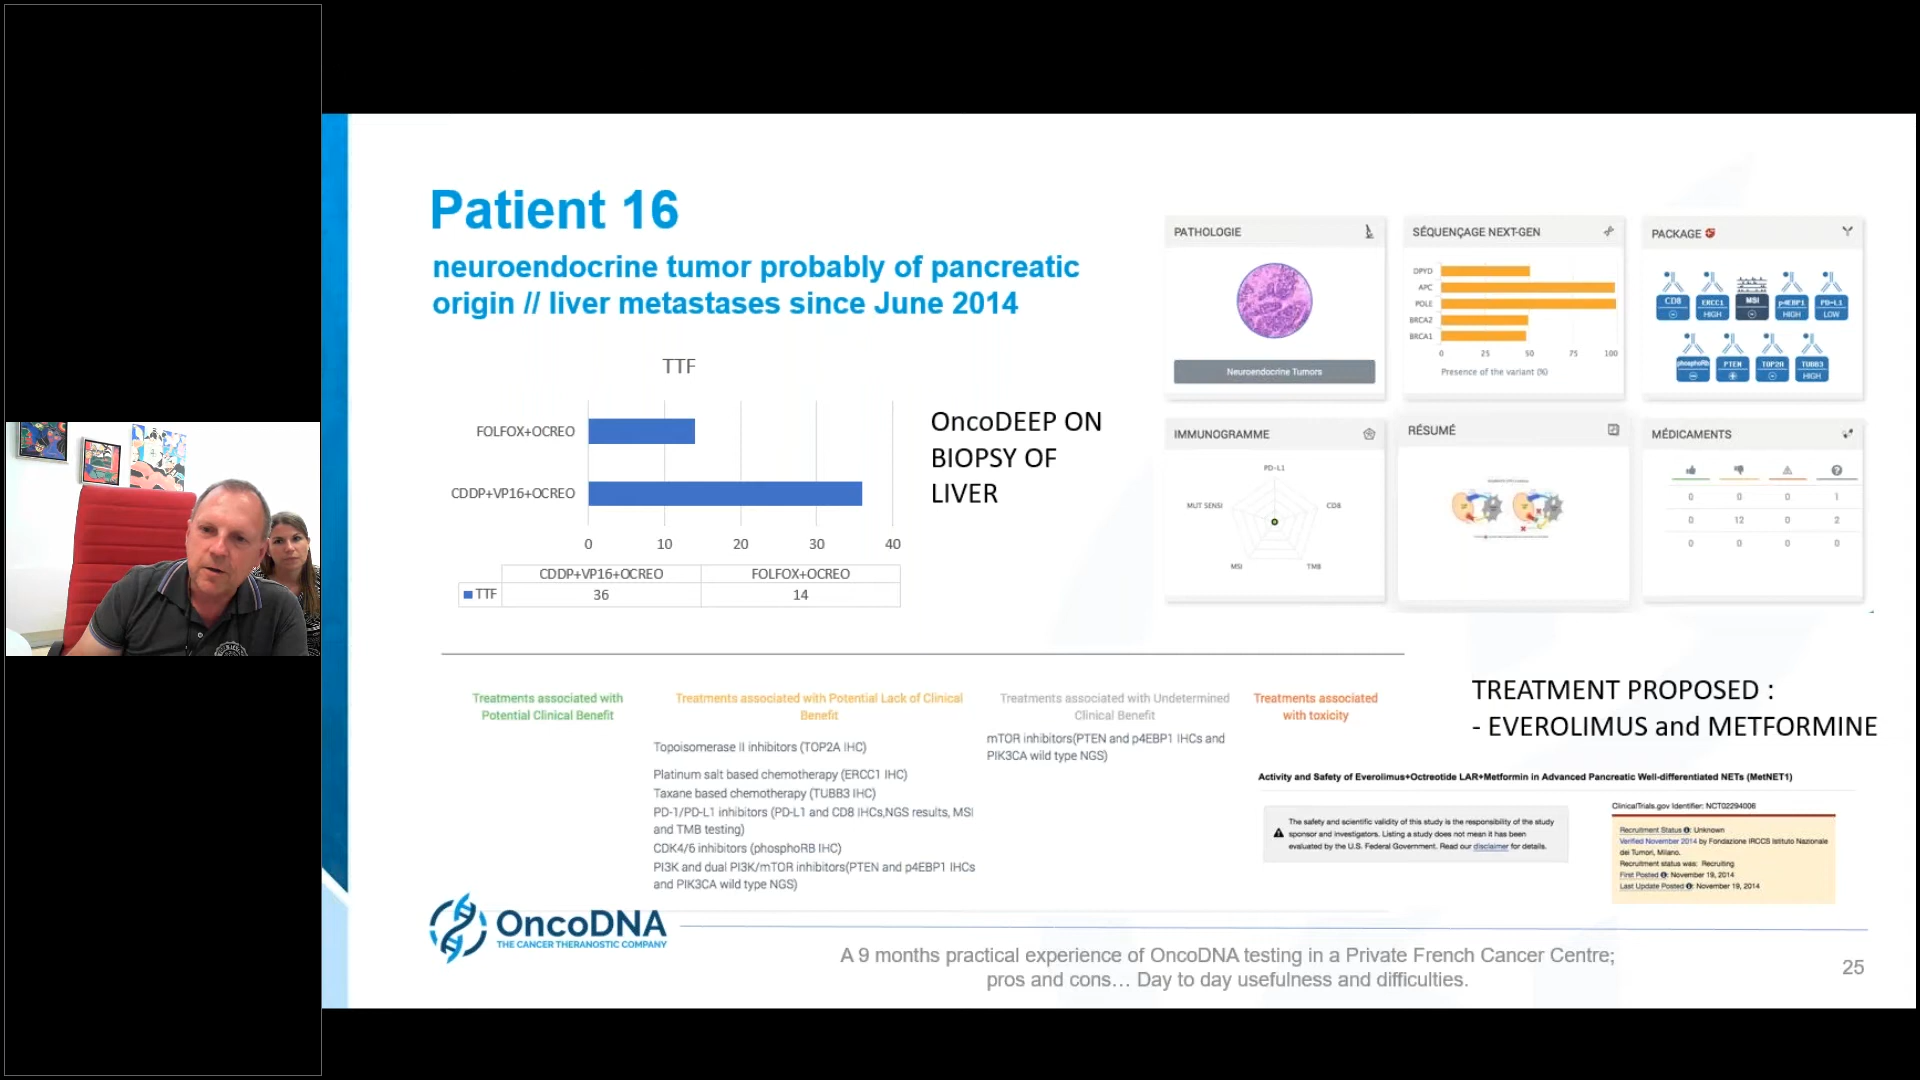 Patient 16
neuroendocrine tumor probably of pancreatic
origin // liver metastases since June 2014
TTF
FOLFOX+OCREO
CDDP+VP16+OCREO
0 10 20 30 40
CDDP+VP16+OCREO FOLFOX+OCREO
TTF 36 14
OncoDEEP ON
BIOPSY OF
LIVER
PATHOLOGIE
Neuroendocrine Tumors
SÉQUENÇAGE NEXT-GEN
DPYD
APC
POLE
BRCA2
BRCA1
0 25 50 75 100
Presence of the variant (%)
PACKAGE
CD8 ERCC1 MSI p4EBP1 PD-L1
HIGH HIGH LOW
phosphoRb PTEN TOP2A TUBB3
HIGH
IMMUNOGRAMME
PD-L1
MUT SENSI CD8
MSI TMB
RÉSUMÉ
MÉDICAMENTS
0 0 0 1
0 12 0 2
0 0 0 0
Treatments associated with
Potential Clinical Benefit
Treatments associated with Potential Lack of Clinical
Benefit
Topoisomerase II inhibitors (TOP2A IHC)
Platinum salt based chemotherapy (ERCC1 IHC)
Taxane based chemotherapy (TUBB3 IHC)
PD-1/PD-L1 inhibitors (PD-L1 and CD8 IHCs,NGS results, MSI
and TMB testing)
CDK4/6 inhibitors (phosphoRB IHC)
PI3K and dual PI3K/mTOR inhibitors(PTEN and p4EBP1 IHCs
and PIK3CA wild type NGS)
Treatments associated with Undetermined
Clinical Benefit
mTOR inhibitors(PTEN and p4EBP1 IHCs and
PIK3CA wild type NGS)
Treatments associated
with toxicity
TREATMENT PROPOSED :
- EVEROLIMUS and METFORMINE
Activity and Safety of Everolimus+Octreotide LAR+Metformin in Advanced Pancreatic Well-differentiated NETs (MetNET1)
The safety and scientific validity of this study is the responsibility of the study
sponsor and investigators. Listing a study does not mean it has been
evaluated by the U.S. Federal Government. Read our disclaimer for details.
ClinicalTrials.gov Identifier: NCT02294006
Recruitment Status : Unknown
Verified November 2014 by Fondazione IRCCS Istituto Nazionale
dei Tumori, Milano.
Recruitment status was: Recruiting
First Posted : November 19, 2014
Last Update Posted : November 19, 2014
OncoDNA
THE CANCER THERANOSTIC COMPANY
A 9 months practical experience of OncoDNA testing in a Private French Cancer Centre;
pros and cons… Day to day usefulness and difficulties.
25